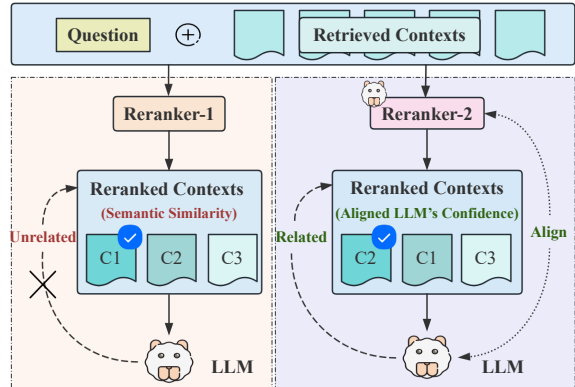 Question
Retrieved Contexts
Reranker-1
Reranked Contexts
(Semantic Similarity)
Unrelated
C1 C2 C3
LLM
Reranker-2
Reranked Contexts
(Aligned LLM's Confidence)
Related
Align
C2 C1 C3
LLM